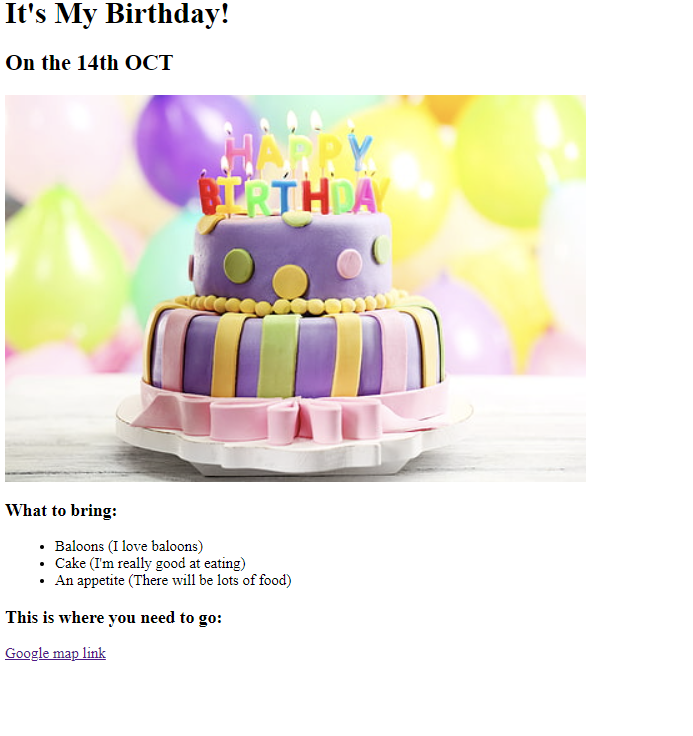 It's My Birthday!
On the 14th OCT
HAPPY
BIRTHDAY
What to bring:
Baloons (I love baloons)
Cake (I'm really good at eating)
An appetite (There will be lots of food)
This is where you need to go:
Google map link